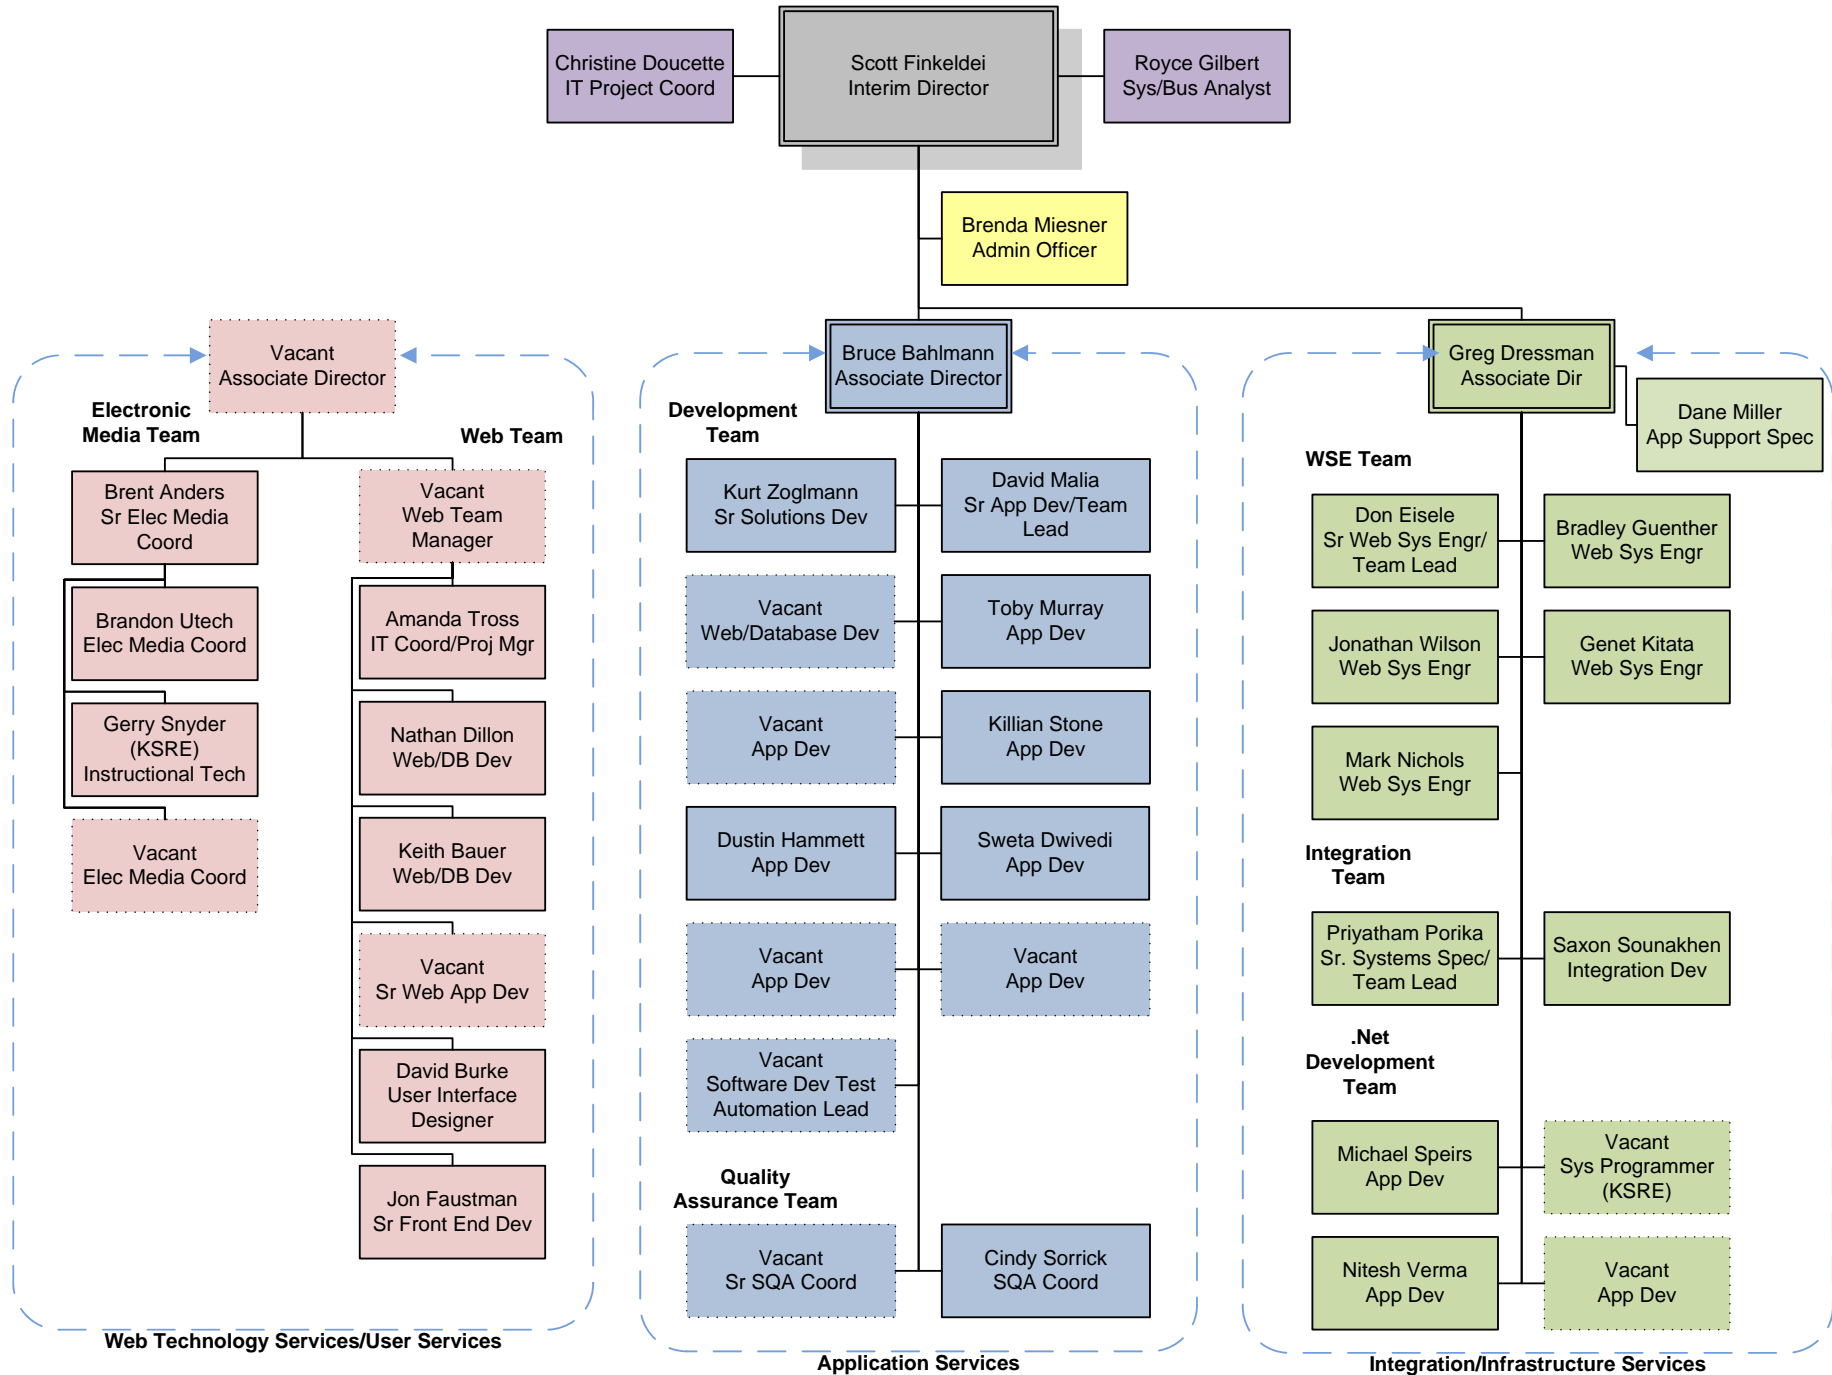 Christine Doucette
IT Project Coord
Scott Finkeldei
Interim Director
Royce Gilbert
Sys/Bus Analyst
Brenda Miesner
Admin Officer
Vacant
Associate Director
Electronic
Media Team
Web Team
Brent Anders
Sr Elec Media
Coord
Brandon Utech
Elec Media Coord
Gerry Snyder
(KSRE)
Instructional Tech
Vacant
Elec Media Coord
Vacant
Web Team
Manager
Amanda Tross
IT Coord/Proj Mgr
Nathan Dillon
Web/DB Dev
Keith Bauer
Web/DB Dev
Vacant
Sr Web App Dev
David Burke
User Interface
Designer
Jon Faustman
Sr Front End Dev
Web Technology Services/User Services
Bruce Bahlmann
Associate Director
Development
Team
Kurt Zoglmann
Sr Solutions Dev
David Malia
Sr App Dev/Team
Lead
Vacant
Web/Database Dev
Toby Murray
App Dev
Vacant
App Dev
Killian Stone
App Dev
Dustin Hammett
App Dev
Sweta Dwivedi
App Dev
Vacant
App Dev
Vacant
App Dev
Vacant
Software Dev Test
Automation Lead
Quality
Assurance Team
Vacant
Sr SQA Coord
Cindy Sorrick
SQA Coord
Application Services
Greg Dressman
Associate Dir
Dane Miller
App Support Spec
WSE Team
Don Eisele
Sr Web Sys Engr/
Team Lead
Bradley Guenther
Web Sys Engr
Jonathan Wilson
Web Sys Engr
Genet Kitata
Web Sys Engr
Mark Nichols
Web Sys Engr
Integration
Team
Priyatham Porika
Sr. Systems Spec/
Team Lead
Saxon Sounakhen
Integration Dev
.Net
Development
Team
Michael Speirs
App Dev
Vacant
Sys Programmer
(KSRE)
Nitesh Verma
App Dev
Vacant
App Dev
Integration/Infrastructure Services